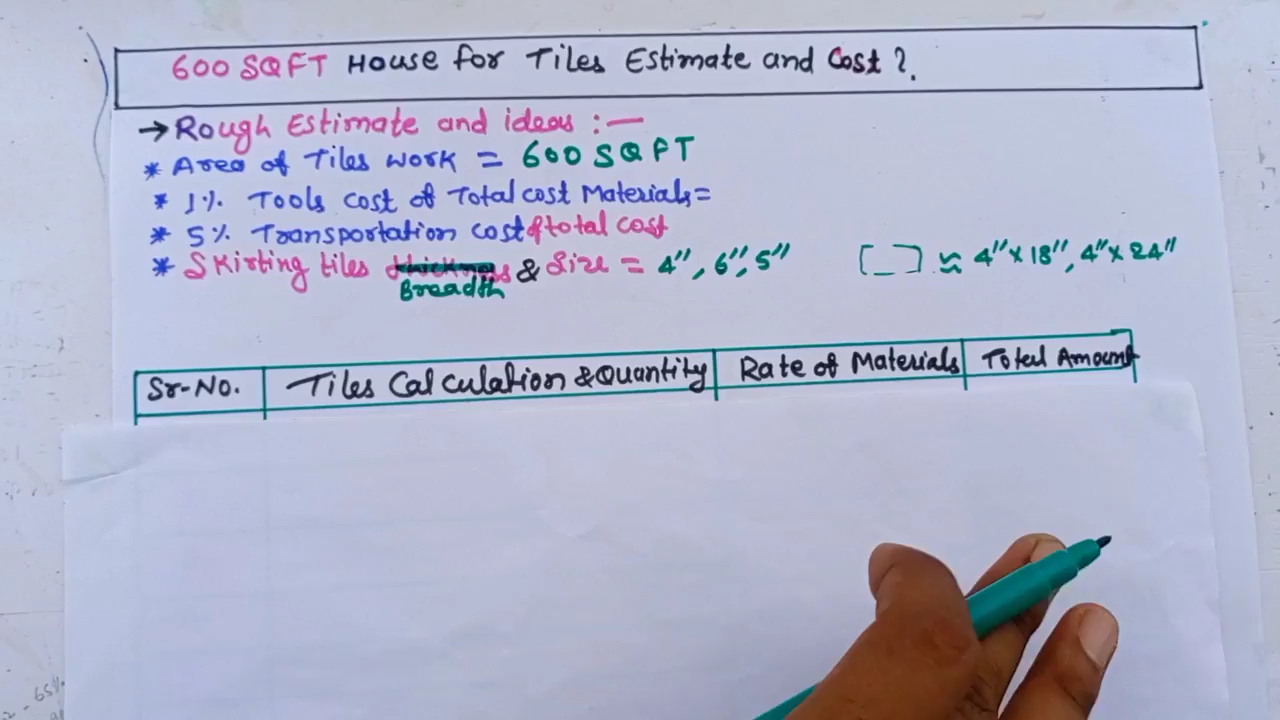 600 SQFT House for Tiles Estimate and Cost ?.
→ Rough Estimate and ideas :—
* Area of Tiles work = 600 SQFT
* 1% Tools cost of Total cost Materials=
* 5% Transportation cost of total cost
* Skirting tiles & Size = 4", 6", 5" [ ] ≈ 4"x18", 4"x24"
Breadth
Sr-No. Tiles Calculation & Quantity Rate of Materials Total Amount